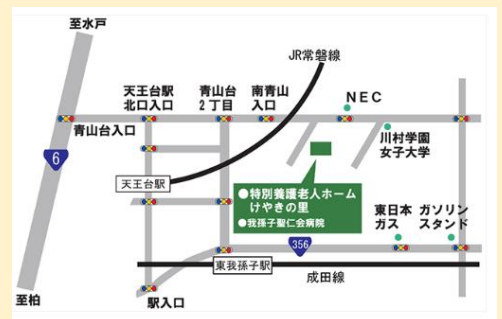 至水戸
JR常磐線
天王台駅
北口入口
青山台
2丁目
南青山
入口
NEC
青山台入口
川村学園
女子大学
6
天王台駅
●特別養護老人ホーム
けやきの里
●我孫子聖仁会病院
東日本
ガス
ガソリン
スタンド
356
東我孫子駅
成田線
至柏
駅入口